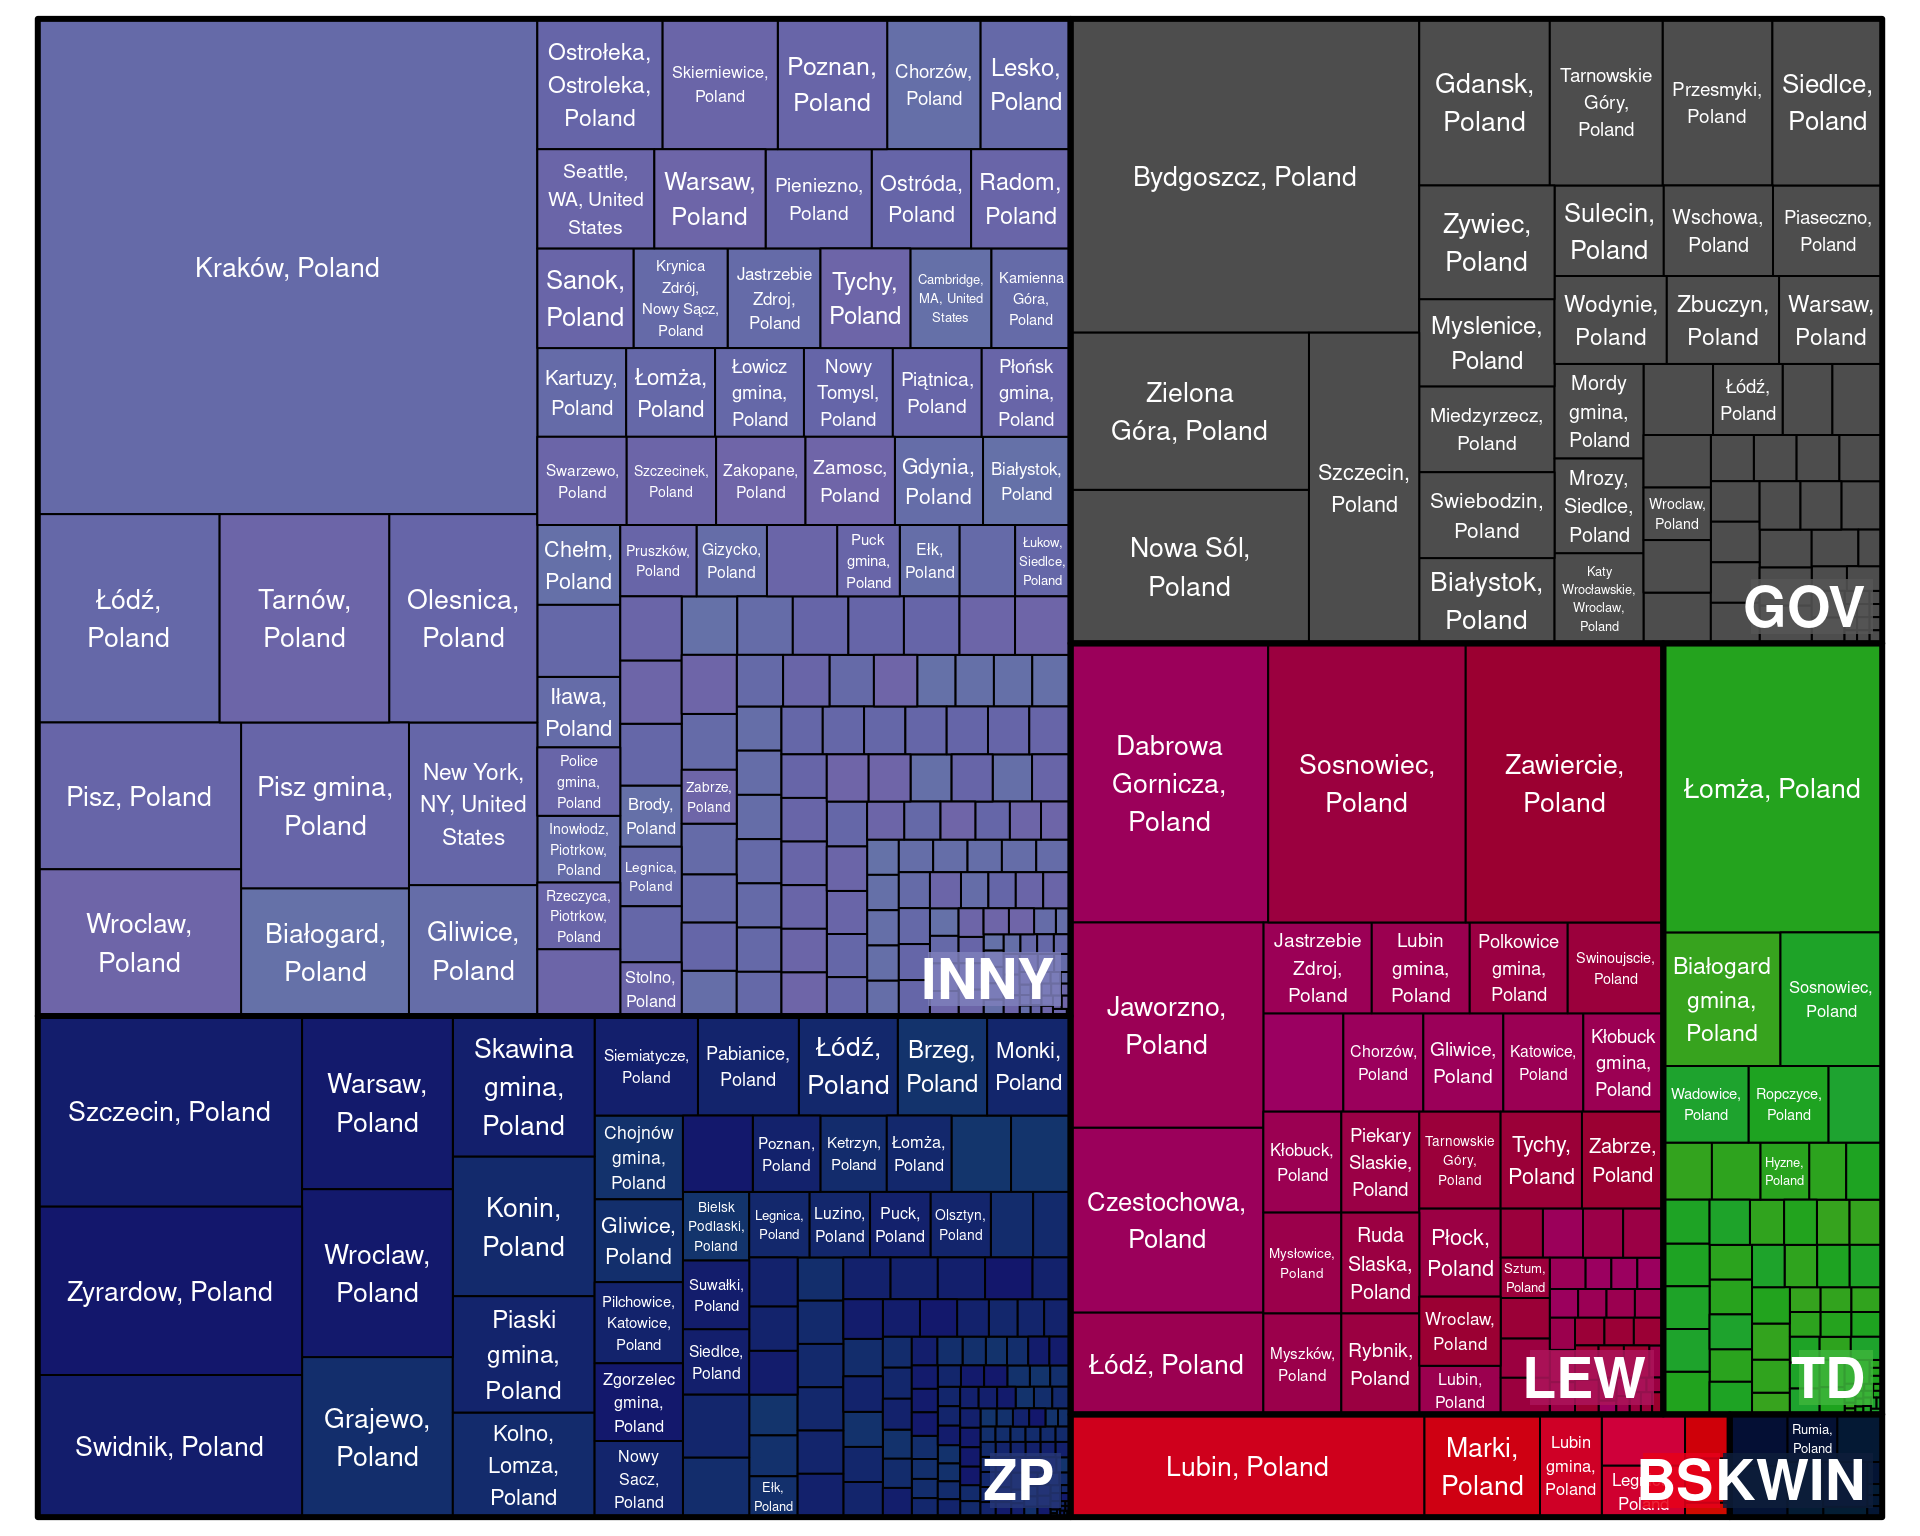 Kraków, Poland
Ostrołeka,
Ostroleka,
Poland
Skierniewice,
Poland
Poznan,
Poland
Chorzów,
Poland
Lesko,
Poland
Seattle,
WA, United
States
Warsaw,
Poland
Pieniezno,
Poland
Ostróda,
Poland
Radom,
Poland
Sanok,
Poland
Krynica
Zdrój,
Nowy Sącz,
Poland
Jastrzebie
Zdroj,
Poland
Tychy,
Poland
Cambridge,
MA, United
States
Kamienna
Góra,
Poland
Kartuzy,
Poland
Łomża,
Poland
Łowicz
gmina,
Poland
Nowy
Tomysl,
Poland
Piątnica,
Poland
Płońsk
gmina,
Poland
Swarzewo,
Poland
Szczecinek,
Poland
Zakopane,
Poland
Zamosc,
Poland
Gdynia,
Poland
Białystok,
Poland
Łódź,
Poland
Tarnów,
Poland
Olesnica,
Poland
Chełm,
Poland
Pruszków,
Poland
Gizycko,
Poland
Puck
gmina,
Poland
Ełk,
Poland
Łukow,
Siedlce,
Poland
Pisz, Poland
Pisz gmina,
Poland
New York,
NY, United
States
Iława,
Poland
Police
gmina,
Poland
Zabrze,
Poland
Brody,
Poland
Inowłodz,
Piotrkow,
Poland
Legnica,
Poland
Rzeczyca,
Piotrkow,
Poland
Wroclaw,
Poland
Białogard,
Poland
Gliwice,
Poland
Stolno,
Poland
INNY
Bydgoszcz, Poland
Gdansk,
Poland
Tarnowskie
Góry,
Poland
Przesmyki,
Poland
Siedlce,
Poland
Zywiec,
Poland
Sulecin,
Poland
Wschowa,
Poland
Piaseczno,
Poland
Wodynie,
Poland
Zbuczyn,
Poland
Warsaw,
Poland
Myslenice,
Poland
Zielona
Góra, Poland
Szczecin,
Poland
Miedzyrzecz,
Poland
Mordy
gmina,
Poland
Łódź,
Poland
Nowa Sól,
Poland
Swiebodzin,
Poland
Mrozy,
Siedlce,
Poland
Wroclaw,
Poland
Białystok,
Poland
Katy
Wrocławskie,
Wroclaw,
Poland
GOV
Dabrowa
Gornicza,
Poland
Sosnowiec,
Poland
Zawiercie,
Poland
Jaworzno,
Poland
Jastrzebie
Zdroj,
Poland
Lubin
gmina,
Poland
Polkowice
gmina,
Poland
Swinoujscie,
Poland
Chorzów,
Poland
Gliwice,
Poland
Katowice,
Poland
Kłobuck
gmina,
Poland
Czestochowa,
Poland
Kłobuck,
Poland
Piekary
Slaskie,
Poland
Tarnowskie
Góry,
Poland
Tychy,
Poland
Zabrze,
Poland
Mysłowice,
Poland
Ruda
Slaska,
Poland
Płock,
Poland
Sztum,
Poland
Łódź, Poland
Myszków,
Poland
Rybnik,
Poland
Wroclaw,
Poland
Lubin,
Poland
LEW
Łomża, Poland
Białogard
gmina,
Poland
Sosnowiec,
Poland
Wadowice,
Poland
Ropczyce,
Poland
Hyzne,
Poland
TD
Szczecin, Poland
Warsaw,
Poland
Skawina
gmina,
Poland
Siemiatycze,
Poland
Pabianice,
Poland
Łódź,
Poland
Brzeg,
Poland
Monki,
Poland
Chojnów
gmina,
Poland
Poznan,
Poland
Ketrzyn,
Poland
Łomża,
Poland
Zyrardow, Poland
Wroclaw,
Poland
Konin,
Poland
Gliwice,
Poland
Bielsk
Podlaski,
Poland
Legnica,
Poland
Luzino,
Poland
Puck,
Poland
Olsztyn,
Poland
Suwałki,
Poland
Piaski
gmina,
Poland
Pilchowice,
Katowice,
Poland
Siedlce,
Poland
Swidnik, Poland
Grajewo,
Poland
Kolno,
Lomza,
Poland
Zgorzelec
gmina,
Poland
Nowy
Sacz,
Poland
Ełk,
Poland
ZP
Lubin, Poland
Marki,
Poland
Lubin
gmina,
Poland
Rumia,
Poland
BSKWIN